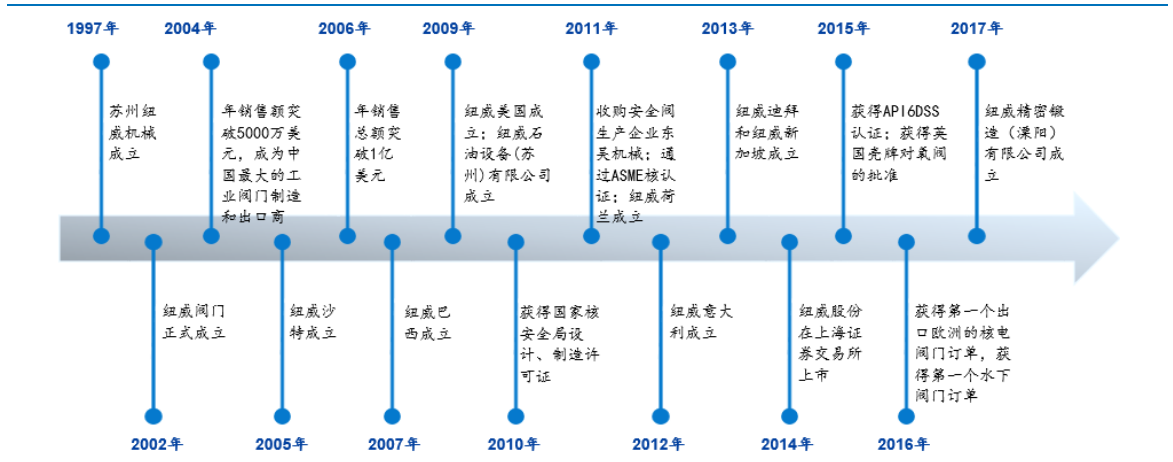 1997年
2004年
2006年
2009年
2011年
2013年
2015年
2017年
苏州纽
威机械
成立
年销售额突
破5000万美
元，成为中
国最大的工
业阀门制造
和出口商
年销售
总额突
破1亿
美元
纽威美国成
立；纽威石
油设备(苏
州)有限公司
成立
收购安全阀
生产企业东
吴机械；通
过ASME核认
证；纽威荷
兰成立
纽威迪拜
和纽威新
加坡成立
获得API6DSS
认证；获得英
国壳牌对氧阀
的批准
纽威精密锻
造（溧阳）
有限公司成
立
纽威阀门
正式成立
纽威沙
特成立
纽威巴
西成立
获得国家核
安全局设
计、制造许
可证
纽威意大
利成立
纽威股份
在上海证
券交易所
上市
获得第一个出
口欧洲的核电
阀门订单，获
得第一个水下
阀门订单
2002年
2005年
2007年
2010年
2012年
2014年
2016年